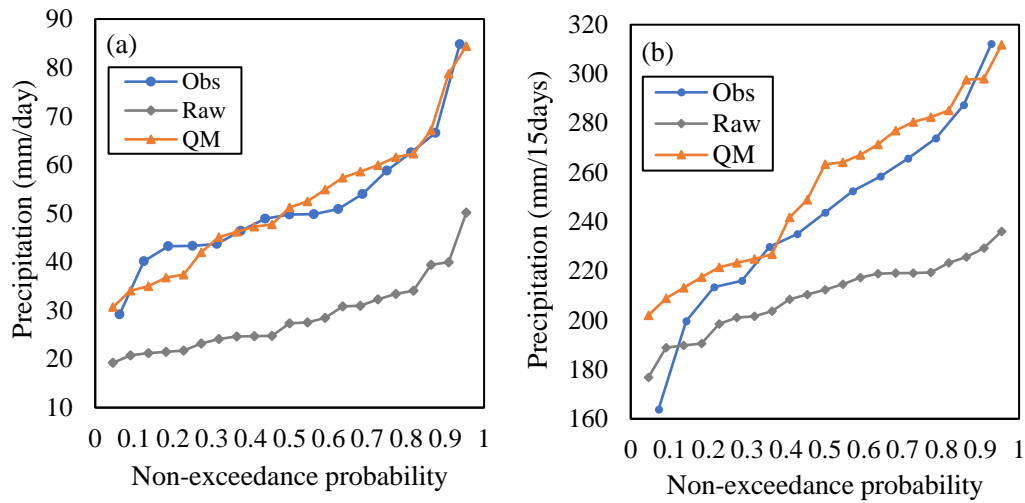 (a)
Precipitation (mm/day)
90
80
70
60
50
40
30
20
10
Obs
Raw
QM
0 0.1 0.2 0.3 0.4 0.5 0.6 0.7 0.8 0.9 1
Non-exceedance probability
(b)
Precipitation (mm/15days)
320
300
280
260
240
220
200
180
160
Obs
Raw
QM
0 0.1 0.2 0.3 0.4 0.5 0.6 0.7 0.8 0.9 1
Non-exceedance probability